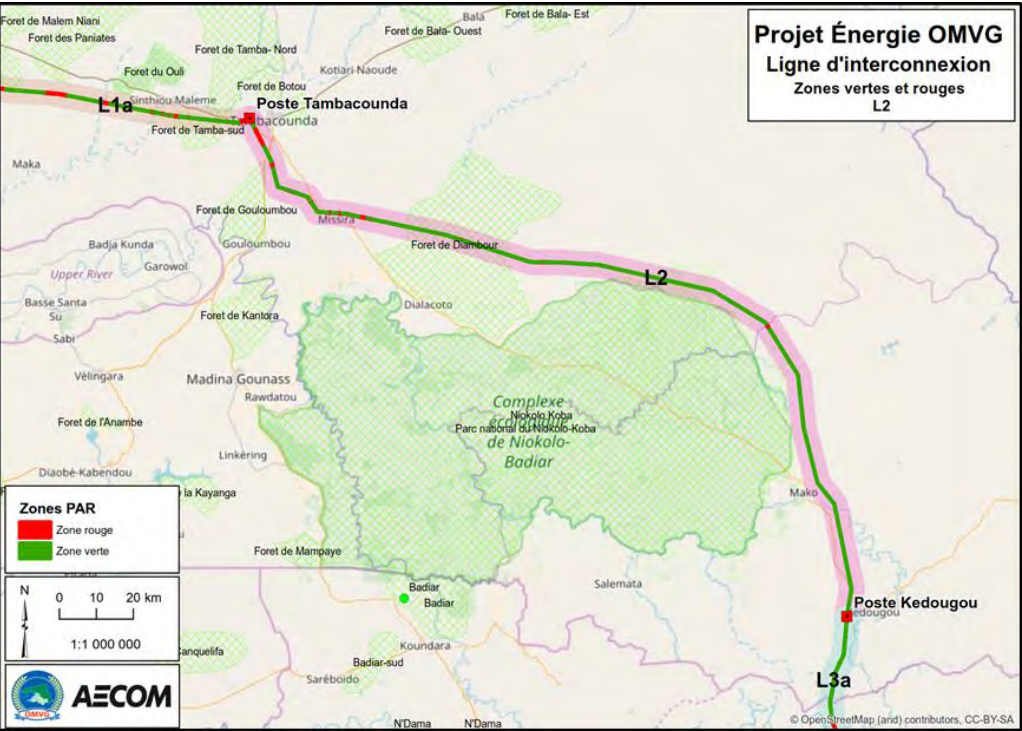 Foret de Malem Niani
Foret des Paniates
Bala
Foret de Bala- Est
Foret de Bala- Ouest
Foret de Tamba- Nord
Kotiari Naoude
Foret du Ouli
Foret de Botou
Projet Énergie OMVG
Ligne d'interconnexion
Zones vertes et rouges
L2
L1a
Sinthiou Maleme
Poste Tambacounda
Foret de Tamba-sud
Maka
Foret de Gouloumbou
Missira
Badja Kunda
Gouloumbou
Foret de Diambour
Garowol
Upper River
L2
Basse Santa
Su
Dialacoto
Foret de Kantora
Sabi
Vélingara
Madina Gounass
Rawdatou
Complexe
écologique
de Niokolo-
Badiar
Niokolo Koba
Parc national du Niokolo-Koba
Foret de l'Anambe
Linkéring
Diaobé-Kabendou
la Kayanga
Mako
Zones PAR
Zone rouge
Zone verte
Foret de Mampaye
Salemata
Badiar
Badiar
Poste Kedougou
edougou
N
0 10 20 km
1:1 000 000
Koundara
Canquelifa
Badiar-sud
Saréboido
L3a
OMVG
AECOM
N'Dama
N'Dama
© OpenStreetMap (and) contributors, CC-BY-SA